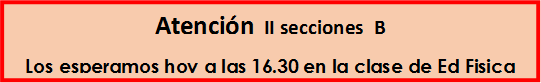 Atención II secciones B
Los esperamos hoy a las 16.30 en la clase de Ed Fisica